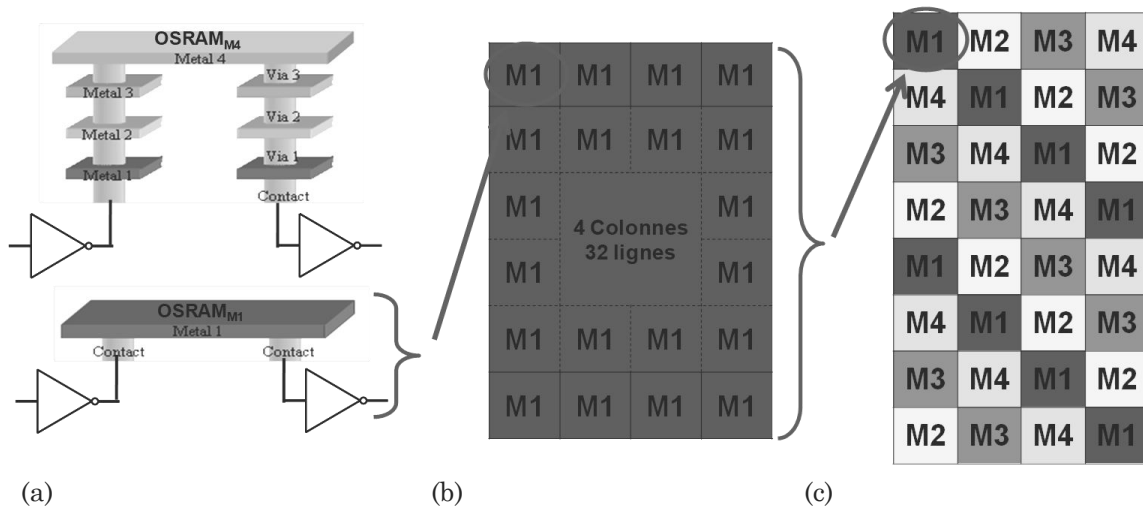 OSRAM M4
Metal 4
Via 3
Metal 3
Via 2
Metal 2
Via 1
Metal 1
Contact
OSRAM M1
Metal 1
Contact Contact
M1 M1 M1 M1
M1 M1 M1 M1
M1 M1
4 Colonnes
32 lignes
M1 M1
M1 M1 M1 M1
M1 M1 M1 M1
M1 M2 M3 M4
M4 M1 M2 M3
M3 M4 M1 M2
M2 M3 M4 M1
M1 M2 M3 M4
M4 M1 M2 M3
M3 M4 M1 M2
M2 M3 M4 M1
(a) (b) (c)